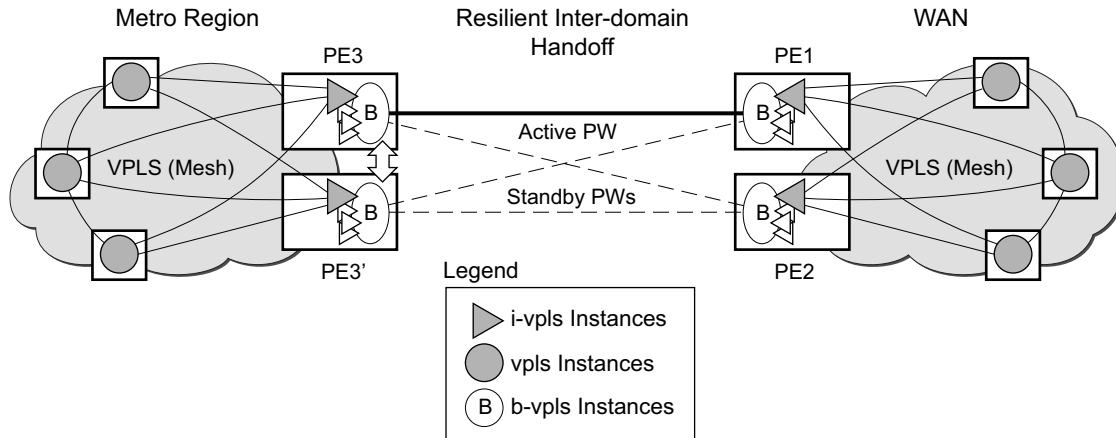 Metro Region
Resilient Inter-domain
Handoff
WAN
PE3
PE1
B
B
Active PW
VPLS (Mesh)
VPLS (Mesh)
Standby PWs
B
B
PE3’
PE2
Legend
i-vpls Instances
vpls Instances
B
b-vpls Instances